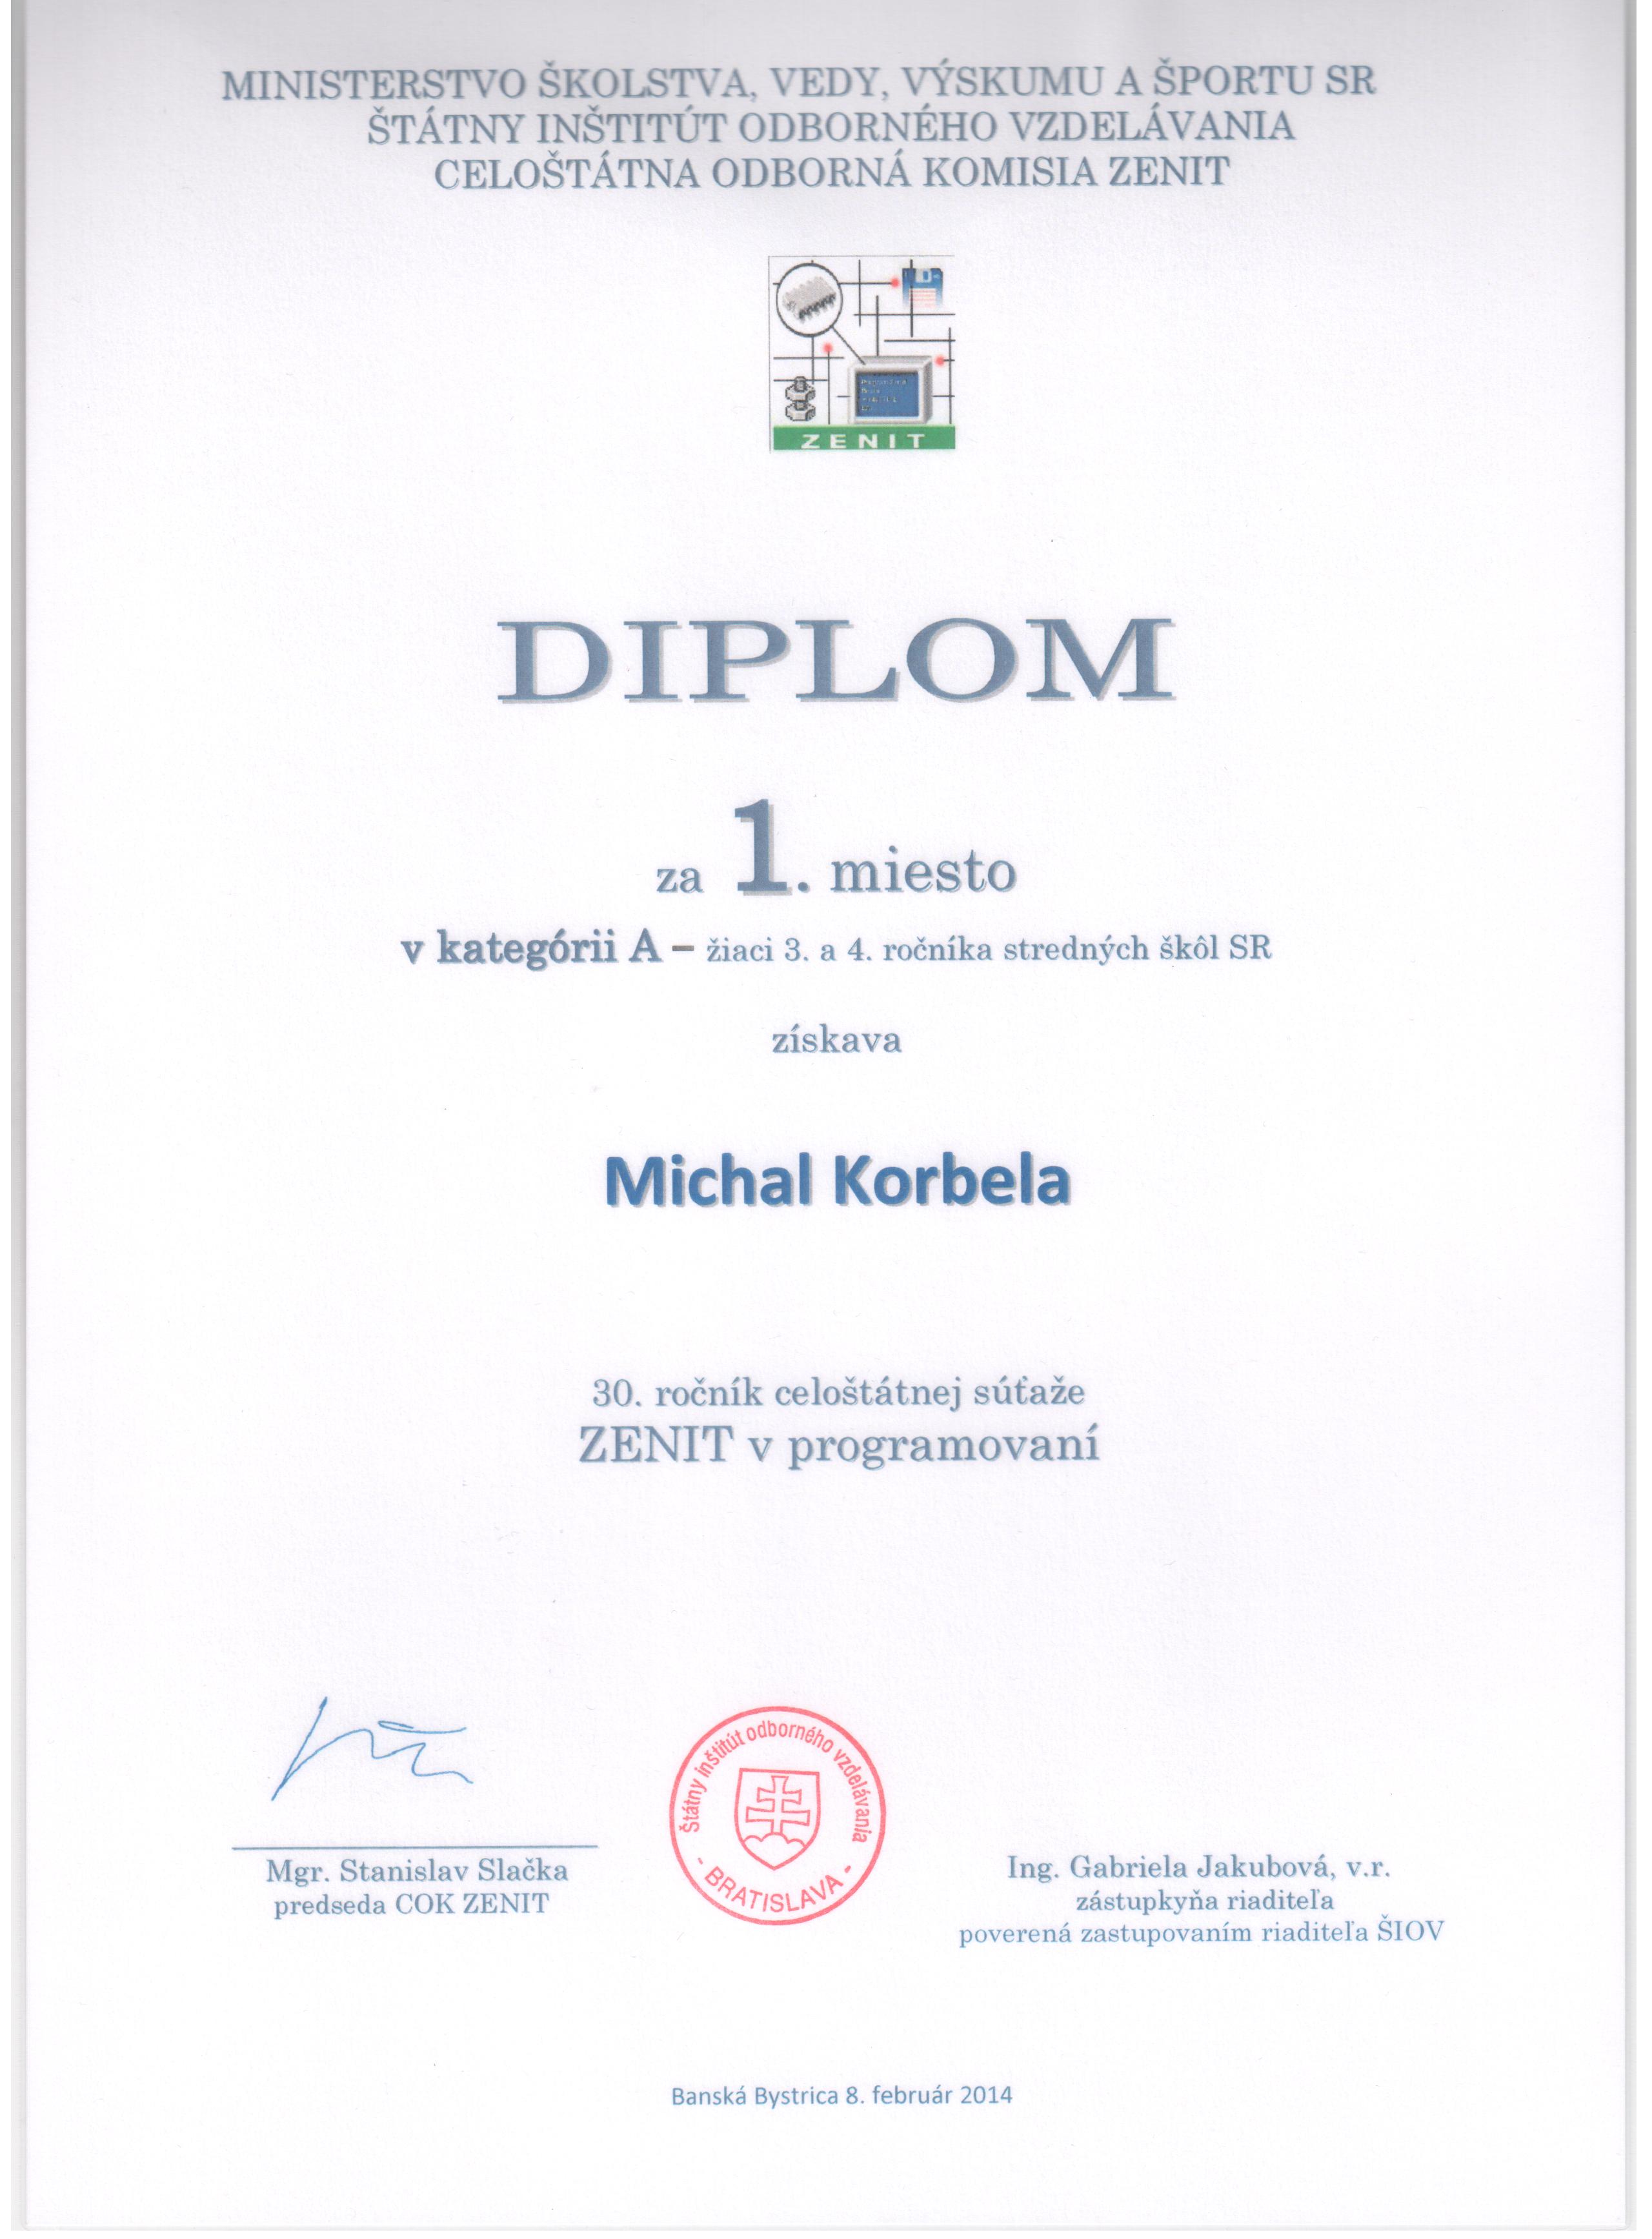 MINISTERSTVO ŠKOLSTVA, VEDY, VÝSKUMU A ŠPORTU SR
ŠTÁTNY INŠTITÚT ODBORNÉHO VZDELÁVANIA
CELOŠTÁTNA ODBORNÁ KOMISIA ZENIT
ZENIT
DIPLOM
za 1. miesto
v kategórii A – žiaci 3. a 4. ročníka stredných škôl SR
získava
Michal Korbela
30. ročník celoštátnej súťaže
ZENIT v programovaní
Štátny inštitút odborného vzdelávania
- BRATISLAVA -
Mgr. Stanislav Slačka
predseda COK ZENIT
Ing. Gabriela Jakubová, v.r.
zástupkyňa riaditeľa
poverená zastupovaním riaditeľa ŠIOV
Banská Bystrica 8. február 2014